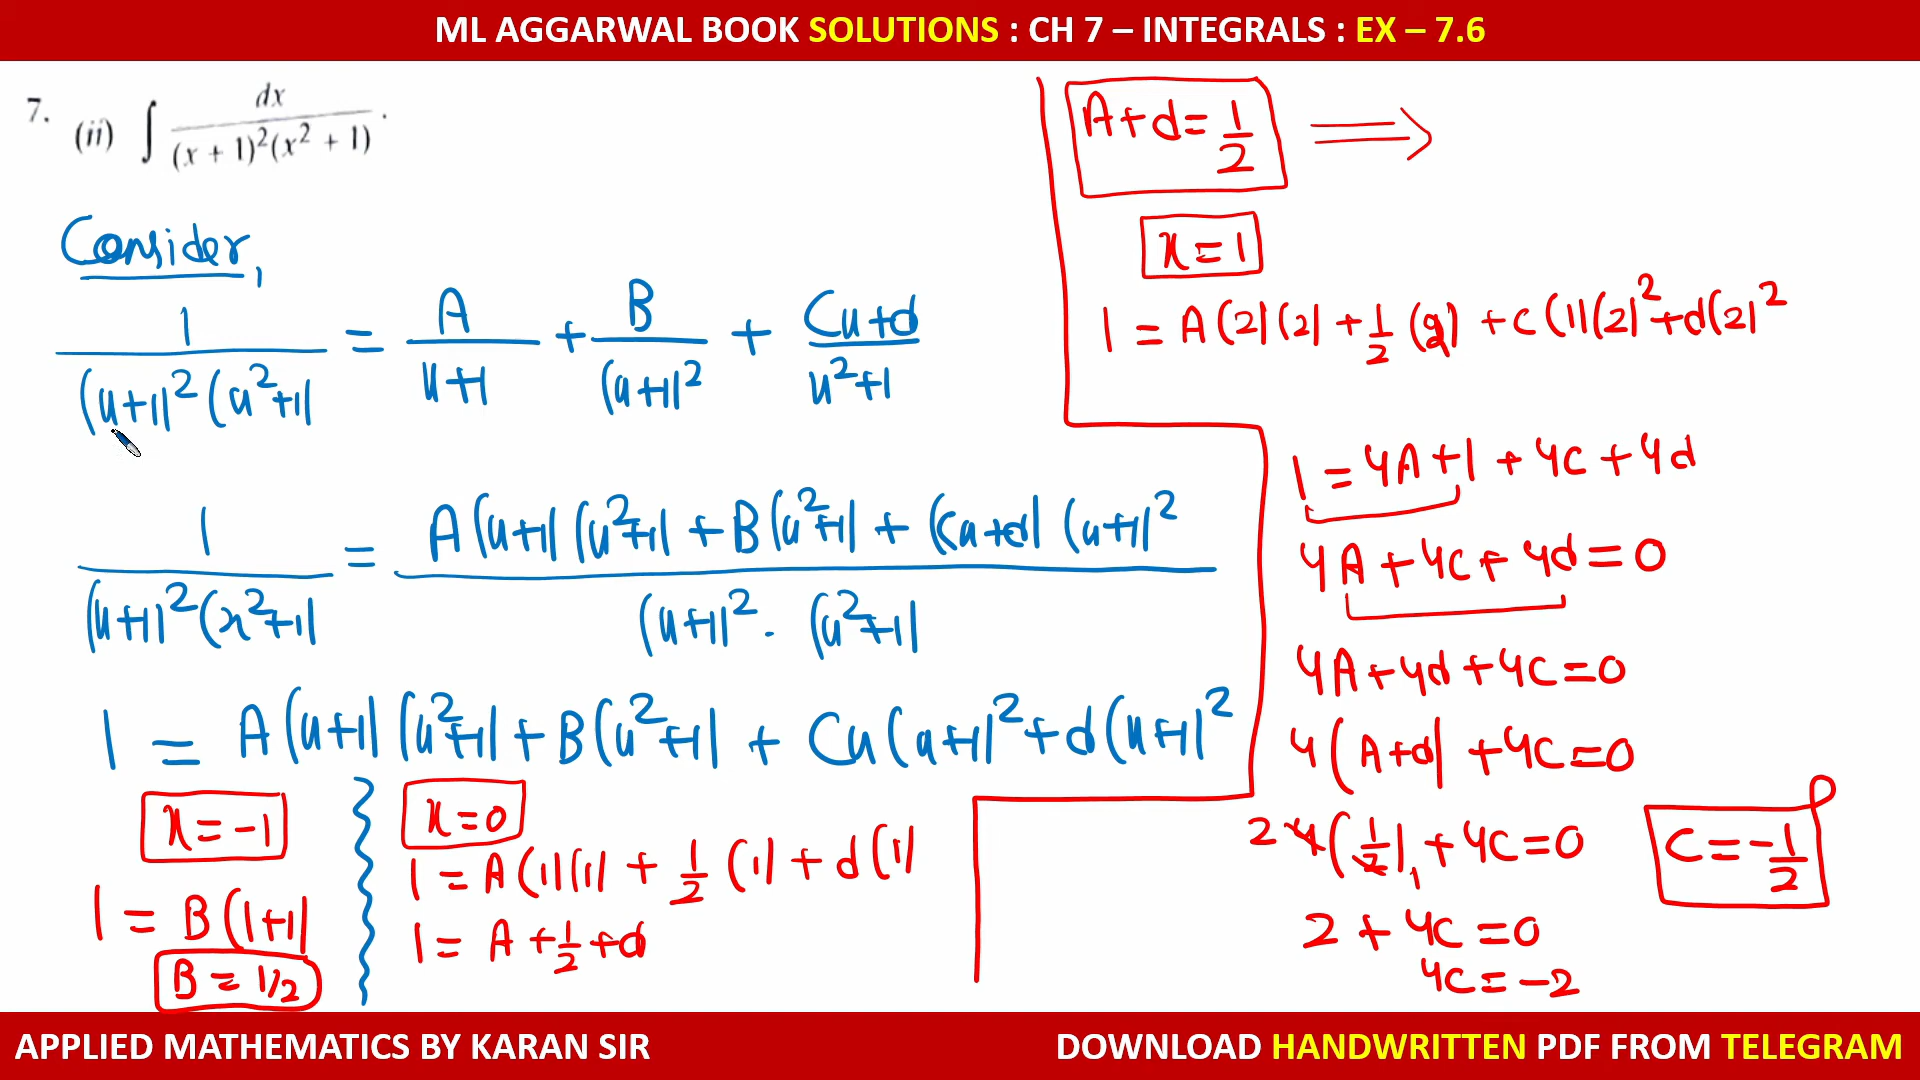 ML AGGARWAL BOOK SOLUTIONS : CH 7 – INTEGRALS : EX – 7.6
7. (ii) ∫ dx / (x + 1)²(x² + 1) .
Consider,
1 / (x+1)²(x²+1) = A / x+1 + B / (x+1)² + Cx+d / x²+1
1 / (x+1)²(x²+1) = A(x+1)(x²+1) + B(x²+1) + (Cx+d)(x+1)² / (x+1)² . (x²+1)
1 = A(x+1)(x²+1) + B(x²+1) + Cx(x+1)² + d(x+1)²
x = -1
1 = B(1+1)
B = 1/2
x = 0
1 = A(1)(1) + 1/2 (1) + d(1)
1 = A + 1/2 + d
A+d = 1/2 ⟹
x = 1
1 = A(2)(2) + 1/2 (2) + C(1)(2)² + d(2)²
1 = 4A + 1 + 4C + 4d
4A + 4C + 4d = 0
4A + 4d + 4C = 0
4(A+d) + 4C = 0
2 4(1/2) 1 + 4C = 0
2 + 4C = 0
4C = -2
C = -1/2
APPLIED MATHEMATICS BY KARAN SIR
DOWNLOAD HANDWRITTEN PDF FROM TELEGRAM